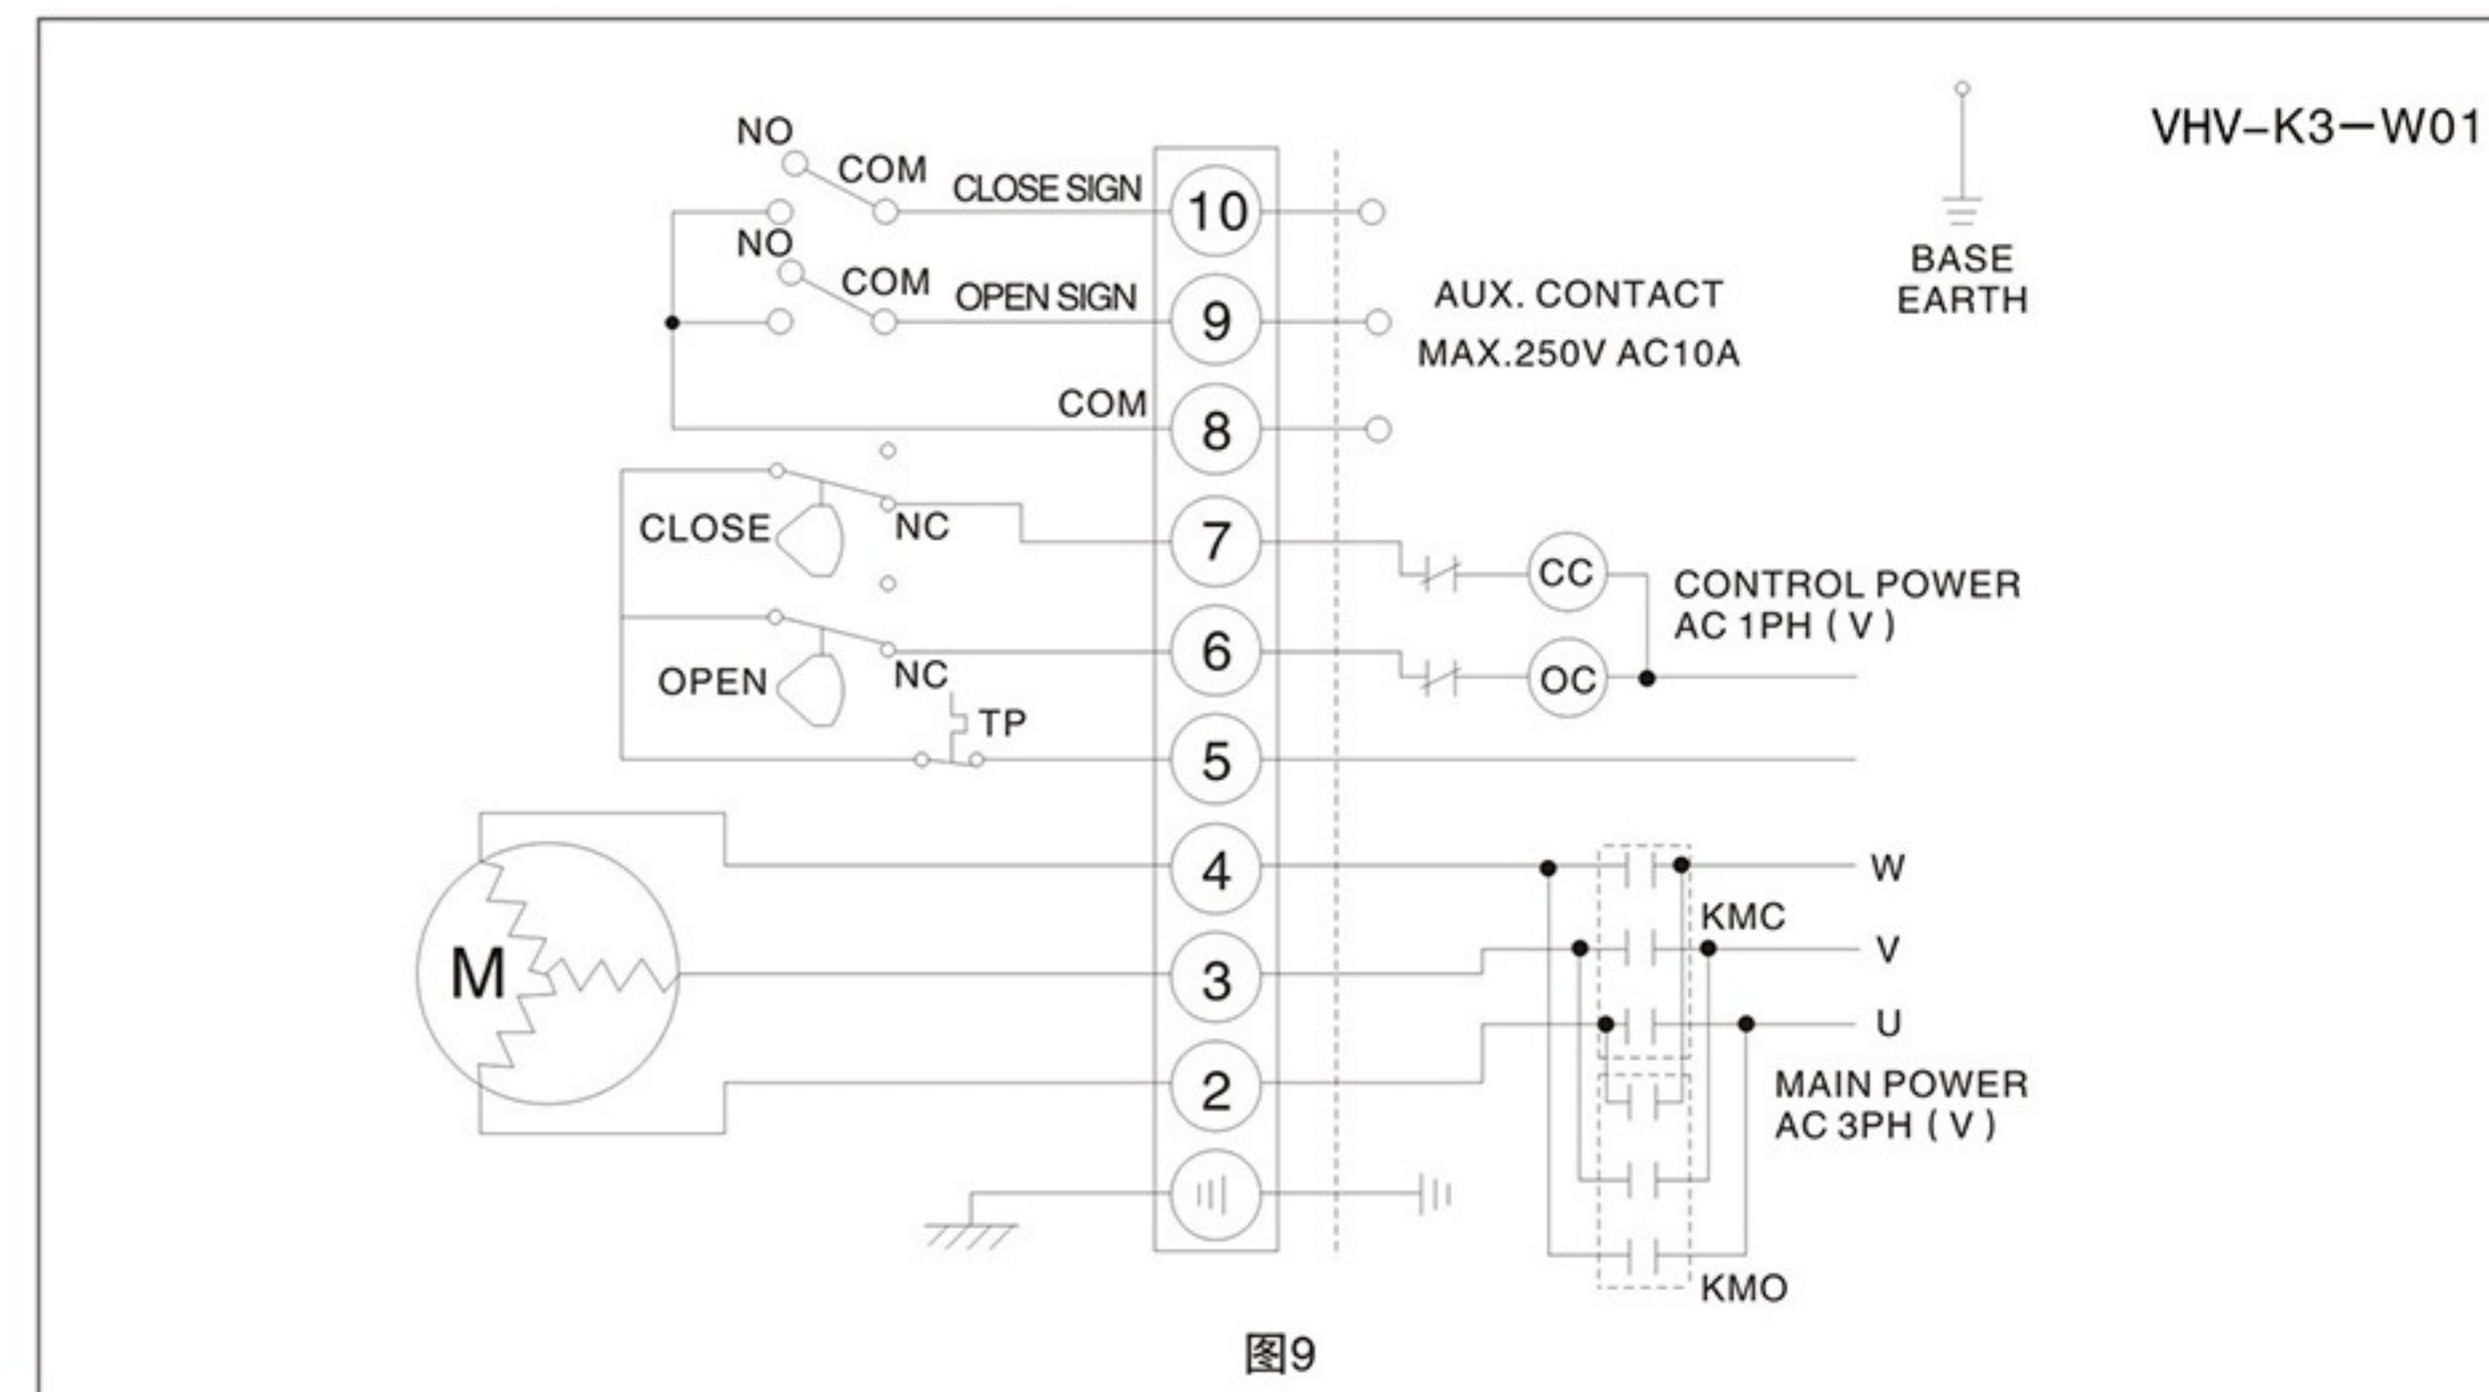 VHV-K3-W01
NO
COM
CLOSE SIGN
10
NO
COM
OPEN SIGN
9
AUX. CONTACT
MAX.250V AC10A
BASE
EARTH
COM
8
CLOSE
NC
7
CC
CONTROL POWER
AC 1PH ( V )
OPEN
NC
6
OC
TP
5
4
W
KMC
M
3
V
U
2
MAIN POWER
AC 3PH ( V )
KMO
图9